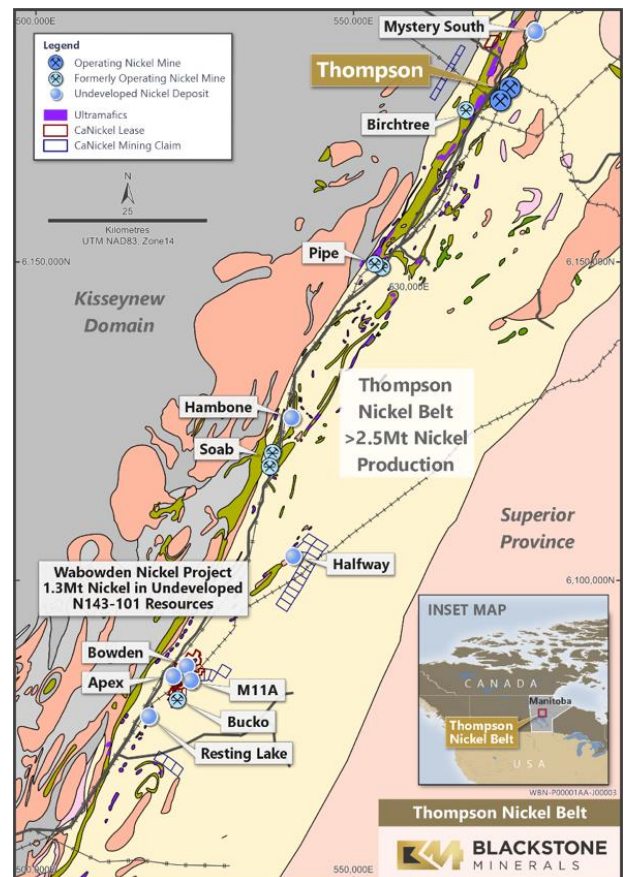 500,000E
550,000E
Mystery South
Legend
Operating Nickel Mine
Formerly Operating Nickel Mine
Undeveloped Nickel Deposit
Ultramafics
CaNickel Lease
CaNickel Mining Claim
Thompson
Birchtree
N
25
Kilometres
UTM NAD83; Zone14
6,150,000N
Pipe
6,150,000N
630,000E
Kisseynew
Domain
Thompson
Nickel Belt
>2.5Mt Nickel
Production
Hambone
Soab
Superior
Province
Halfway
Wabowden Nickel Project
1.3Mt Nickel in Undeveloped
N143-101 Resources
6,100,000N
Bowden
Apex
M11A
Bucko
Resting Lake
INSET MAP
CANADA
Manitoba
Thompson
Nickel Belt
USA
WBN-P00001AA-J00003
Thompson Nickel Belt
BLACKSTONE
MINERALS
500,000E
550,000E